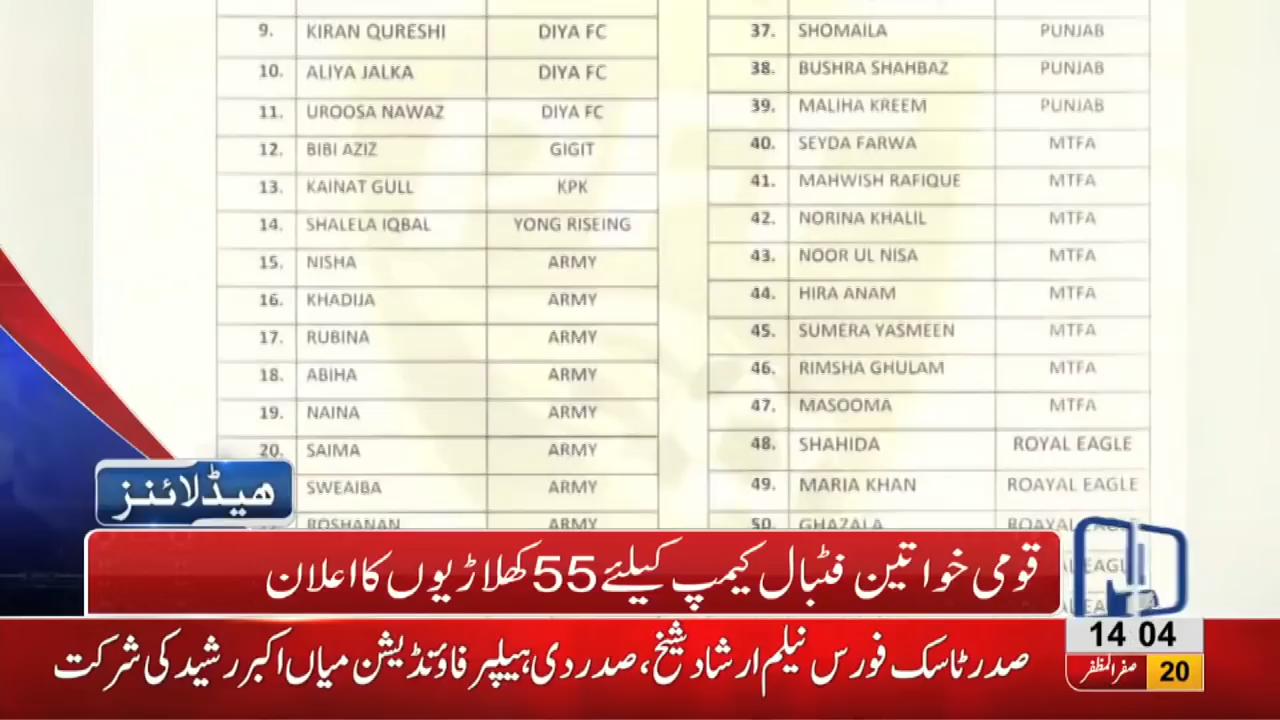 9. KIRAN QURESHI DIYA FC
10. ALIYA JALKA DIYA FC
11. UROOSA NAWAZ DIYA FC
12. BIBI AZIZ GIGIT
13. KAINAT GULL KPK
14. SHALELA IQBAL YONG RISEING
15. NISHA ARMY
16. KHADIJA ARMY
17. RUBINA ARMY
18. ABIHA ARMY
19. NAINA ARMY
20. SAIMA ARMY
SWEAIBA ARMY
ROSHANAN ARMY
37. SHOMAILA PUNJAB
38. BUSHRA SHAHBAZ PUNJAB
39. MALIHA KREEM PUNJAB
40. SEYDA FARWA MTFA
41. MAHWISH RAFIQUE MTFA
42. NORINA KHALIL MTFA
43. NOOR UL NISA MTFA
44. HIRA ANAM MTFA
45. SUMERA YASMEEN MTFA
46. RIMSHA GHULAM MTFA
47. MASOOMA MTFA
48. SHAHIDA ROYAL EAGLE
49. MARIA KHAN ROAYAL EAGLE
50. GHAZALA ROAYAL EAGLE
ہیڈلائنز
قومی خواتین فٹبال کیمپ کیلئے 55 کھلاڑیوں کا اعلان
صدر ٹاسک فورس نیلم ارشاد شیخ، صدر دی ہیلپر فاؤنڈیشن میاں اکبر رشید کی شرکت
14 04
20 صفر المظفر